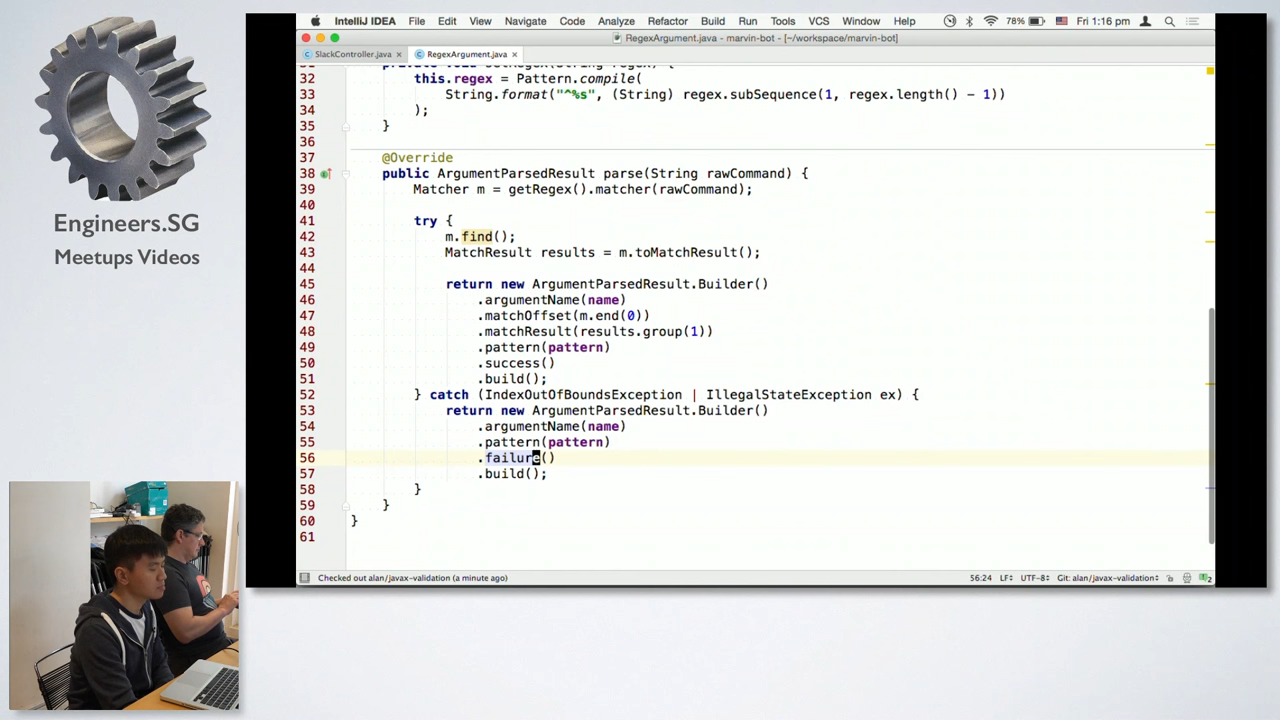 IntelliJ IDEA File Edit View Navigate Code Analyze Refactor Build Run Tools VCS Window Help 78% Fri 1:16 pm
RegexArgument.java - marvin-bot - [~/workspace/marvin-bot]
SlackController.java × RegexArgument.java ×
32 this.regex = Pattern.compile(
33 String.format("^%s", (String) regex.subSequence(1, regex.length() - 1))
34 );
35 }
36
37 @Override
38 public ArgumentParsedResult parse(String rawCommand) {
39 Matcher m = getRegex().matcher(rawCommand);
40
41 try {
42 m.find();
43 MatchResult results = m.toMatchResult();
44
45 return new ArgumentParsedResult.Builder()
46 .argumentName(name)
47 .matchOffset(m.end(0))
48 .matchResult(results.group(1))
49 .pattern(pattern)
50 .success()
51 .build();
52 } catch (IndexOutOfBoundsException | IllegalStateException ex) {
53 return new ArgumentParsedResult.Builder()
54 .argumentName(name)
55 .pattern(pattern)
56 .failure()
57 .build();
58 }
59 }
60 }
61
Checked out alan/javax-validation (a minute ago) 56:24 LF÷ UTF-8÷ Git: alan/javax-validation÷ 2
Engineers.SG
Meetups Videos